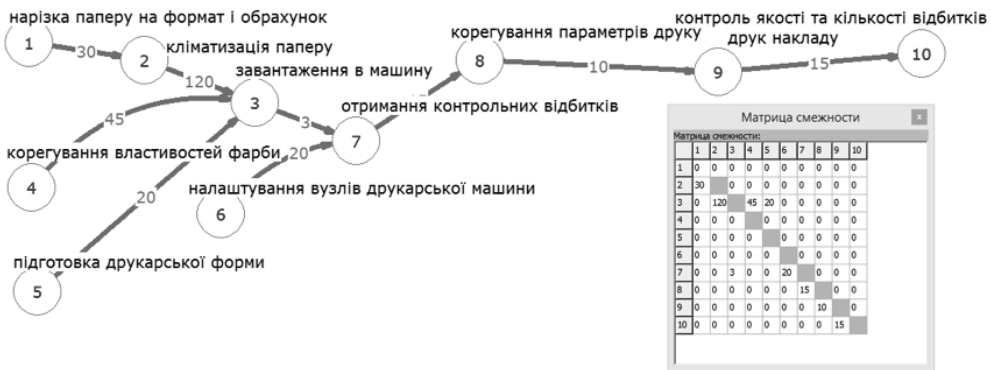 нарізка паперу на формат і обрахунок
1
30
2
кліматизація паперу
120
завантаження в машину
3
45
3
корегування властивостей фарби
4
20
отримання контрольних відбитків
7
20
налаштування вузлів друкарської машини
6
підготовка друкарської форми
5
корегування параметрів друку
8
10
контроль якості та кількості відбитків
друк накладу
9
15
10
Матрица смежности
x
Матрица смежности:
1 2 3 4 5 6 7 8 9 10
1 0 0 0 0 0 0 0 0 0 0
2 30 0 0 0 0 0 0 0 0
3 0 120 45 20 0 0 0 0 0
4 0 0 0 0 0 0 0 0 0
5 0 0 0 0 0 0 0 0 0
6 0 0 0 0 0 0 0 0 0
7 0 0 3 0 0 20 0 0 0
8 0 0 0 0 0 0 15 0 0
9 0 0 0 0 0 0 0 10 0
10 0 0 0 0 0 0 0 0 15